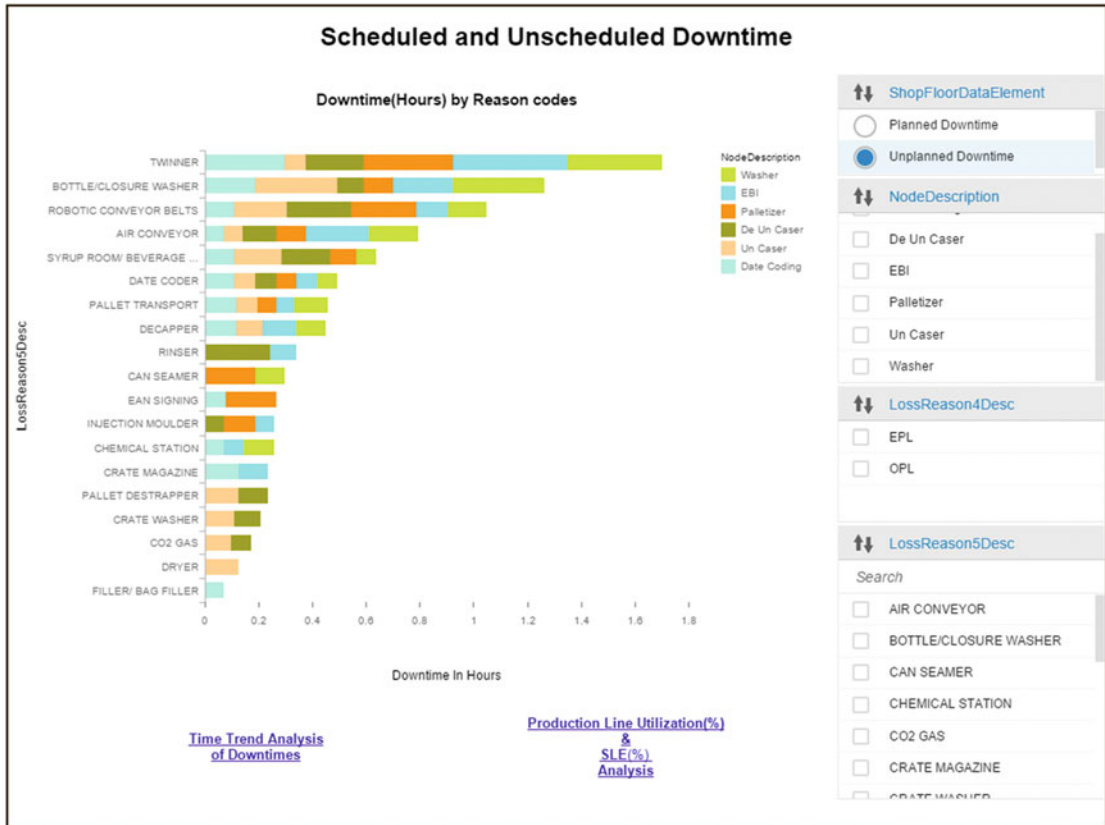 Scheduled and Unscheduled Downtime
Downtime(Hours) by Reason codes
LossReason5Desc
TWINNER
BOTTLE/CLOSURE WASHER
ROBOTIC CONVEYOR BELTS
AIR CONVEYOR
SYRUP ROOM/ BEVERAGE ...
DATE CODER
PALLET TRANSPORT
DECAPPER
RINSER
CAN SEAMER
EAN SIGNING
INJECTION MOULDER
CHEMICAL STATION
CRATE MAGAZINE
PALLET DESTRAPPER
CRATE WASHER
CO2 GAS
DRYER
FILLER/ BAG FILLER
0 0.2 0.4 0.6 0.8 1 1.2 1.4 1.6 1.8
Downtime In Hours
NodeDescription
Washer
EBI
Palletizer
De Un Caser
Un Caser
Date Coding
Time Trend Analysis
of Downtimes
Production Line Utilization(%)
&
SLE(%)
Analysis
ShopFloorDataElement
Planned Downtime
Unplanned Downtime
NodeDescription
De Un Caser
EBI
Palletizer
Un Caser
Washer
LossReason4Desc
EPL
OPL
LossReason5Desc
Search
AIR CONVEYOR
BOTTLE/CLOSURE WASHER
CAN SEAMER
CHEMICAL STATION
CO2 GAS
CRATE MAGAZINE
CRATE WASHER